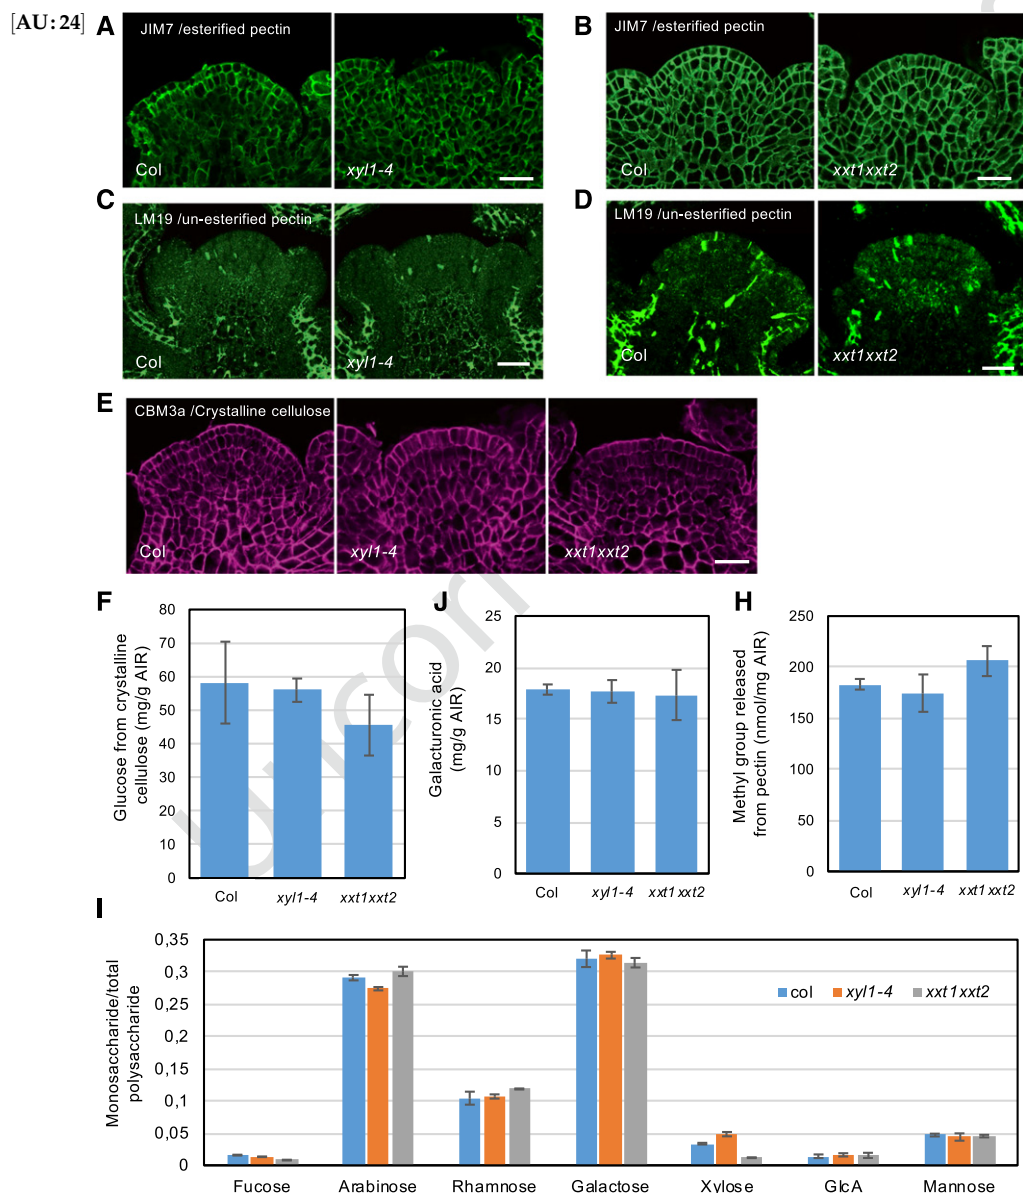 [AU:24]
A
JIM7 /esterified pectin
Col
xyl1-4
B
JIM7 /esterified pectin
Col
xxt1xxt2
C
LM19 /un-esterified pectin
Col
xyl1-4
D
LM19 /un-esterified pectin
Col
xxt1xxt2
E
CBM3a /Crystalline cellulose
Col
xyl1-4
xxt1xxt2
F
Glucose from crystalline
cellulose (mg/g AIR)
80
70
60
50
40
30
20
10
0
Col xyl1-4 xxt1xxt2
J
Galacturonic acid
(mg/g AIR)
25
20
15
10
5
0
Col xyl1-4 xxt1xxt2
H
Methyl group released
from pectin (nmol/mg AIR)
250
200
150
100
50
0
Col xyl1-4 xxt1xxt2
I
Monosaccharide/total
polysaccharide
0,35
0,3
0,25
0,2
0,15
0,1
0,05
0
col xyl1-4 xxt1xxt2
Fucose Arabinose Rhamnose Galactose Xylose GlcA Mannose